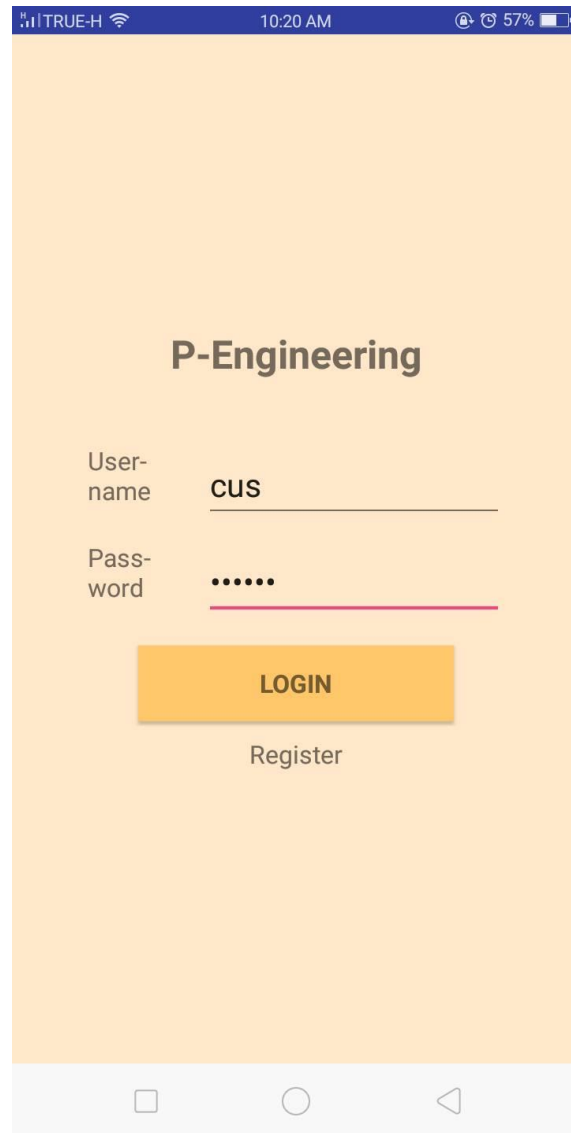 TRUE-H 10:20 AM 57%
P-Engineering
User-
name
cus
Pass-
word
••••••
LOGIN
Register